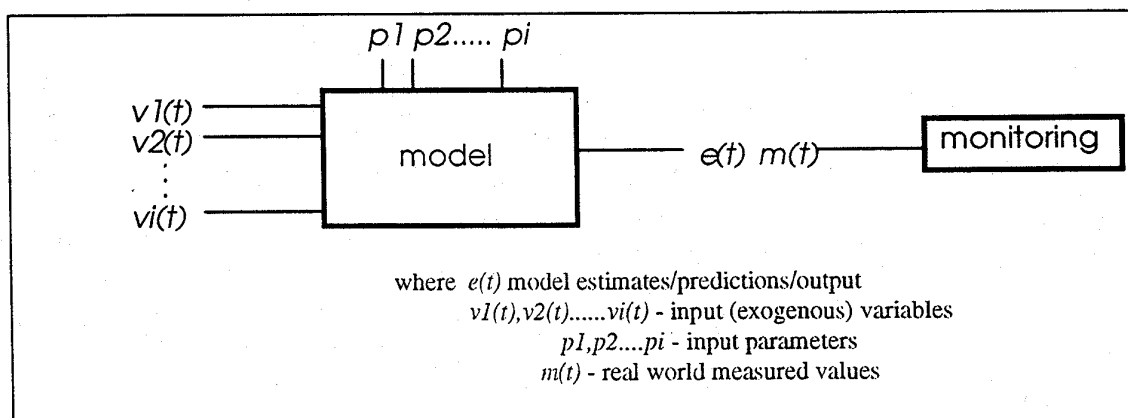 p1 p2..... pi
v1(t)
v2(t)
vi(t)
model
e(t) m(t)
monitoring
where e(t) model estimates/predictions/output
v1(t),v2(t)......vi(t) - input (exogenous) variables
p1,p2....pi - input parameters
m(t) - real world measured values